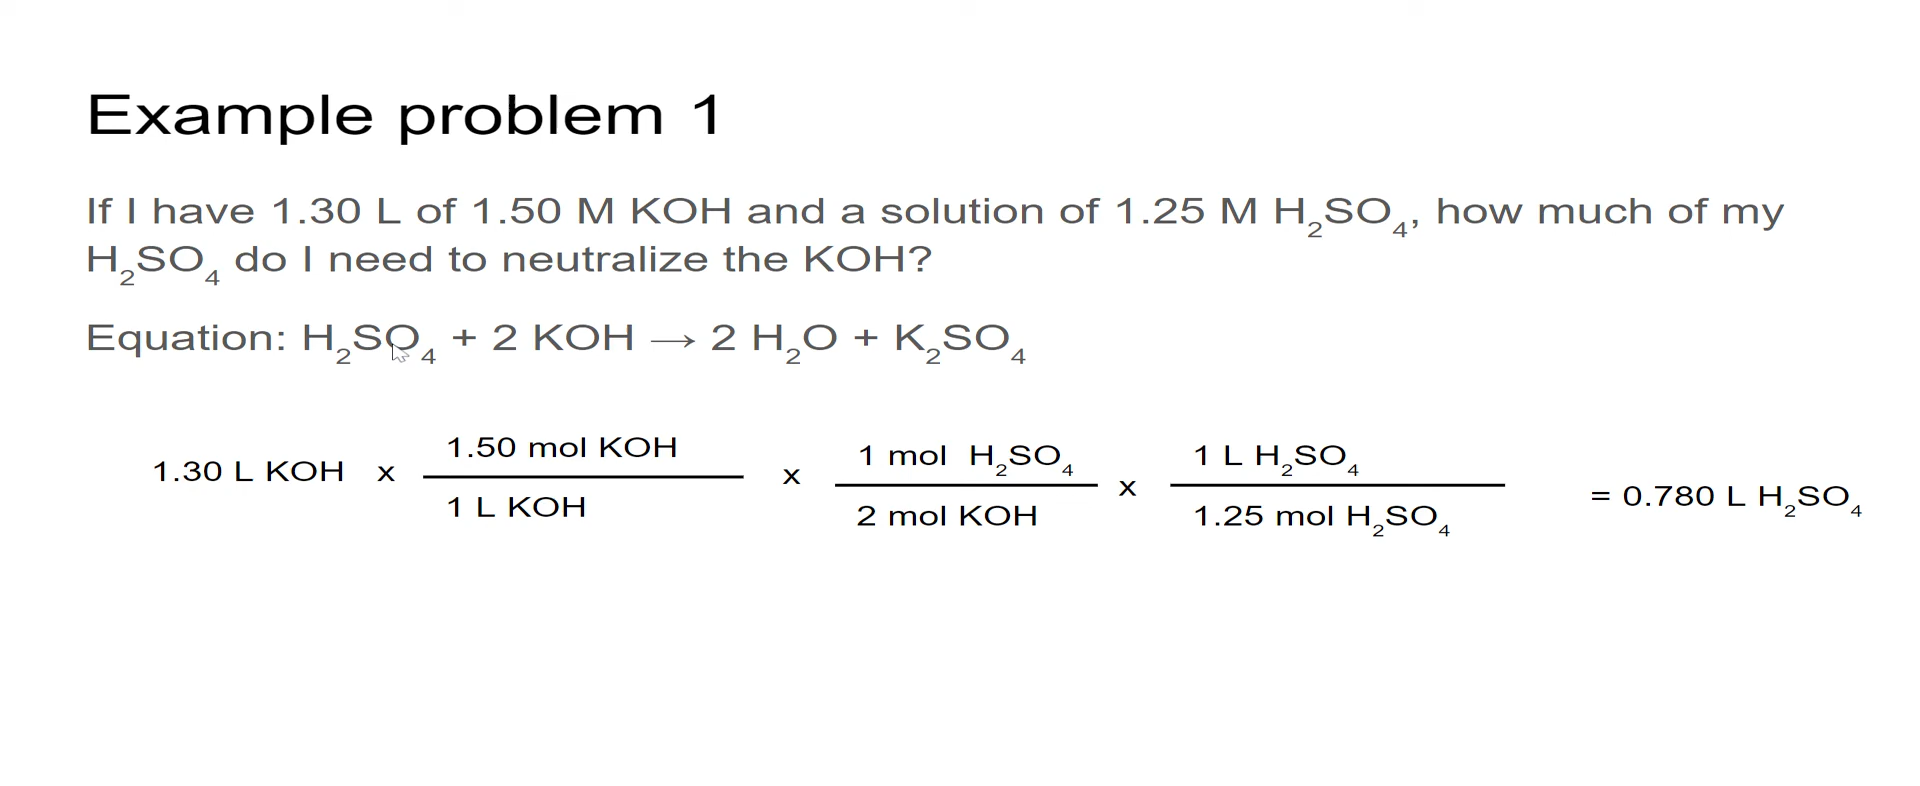 Example problem 1
If I have 1.30 L of 1.50 M KOH and a solution of 1.25 M H₂SO₄, how much of my
H₂SO₄ do I need to neutralize the KOH?
Equation: H₂SO₄ + 2 KOH → 2 H₂O + K₂SO₄
1.50 mol KOH 1 mol H₂SO₄ 1 L H₂SO₄
1.30 L KOH x x x = 0.780 L H₂SO₄
1 L KOH 2 mol KOH 1.25 mol H₂SO₄